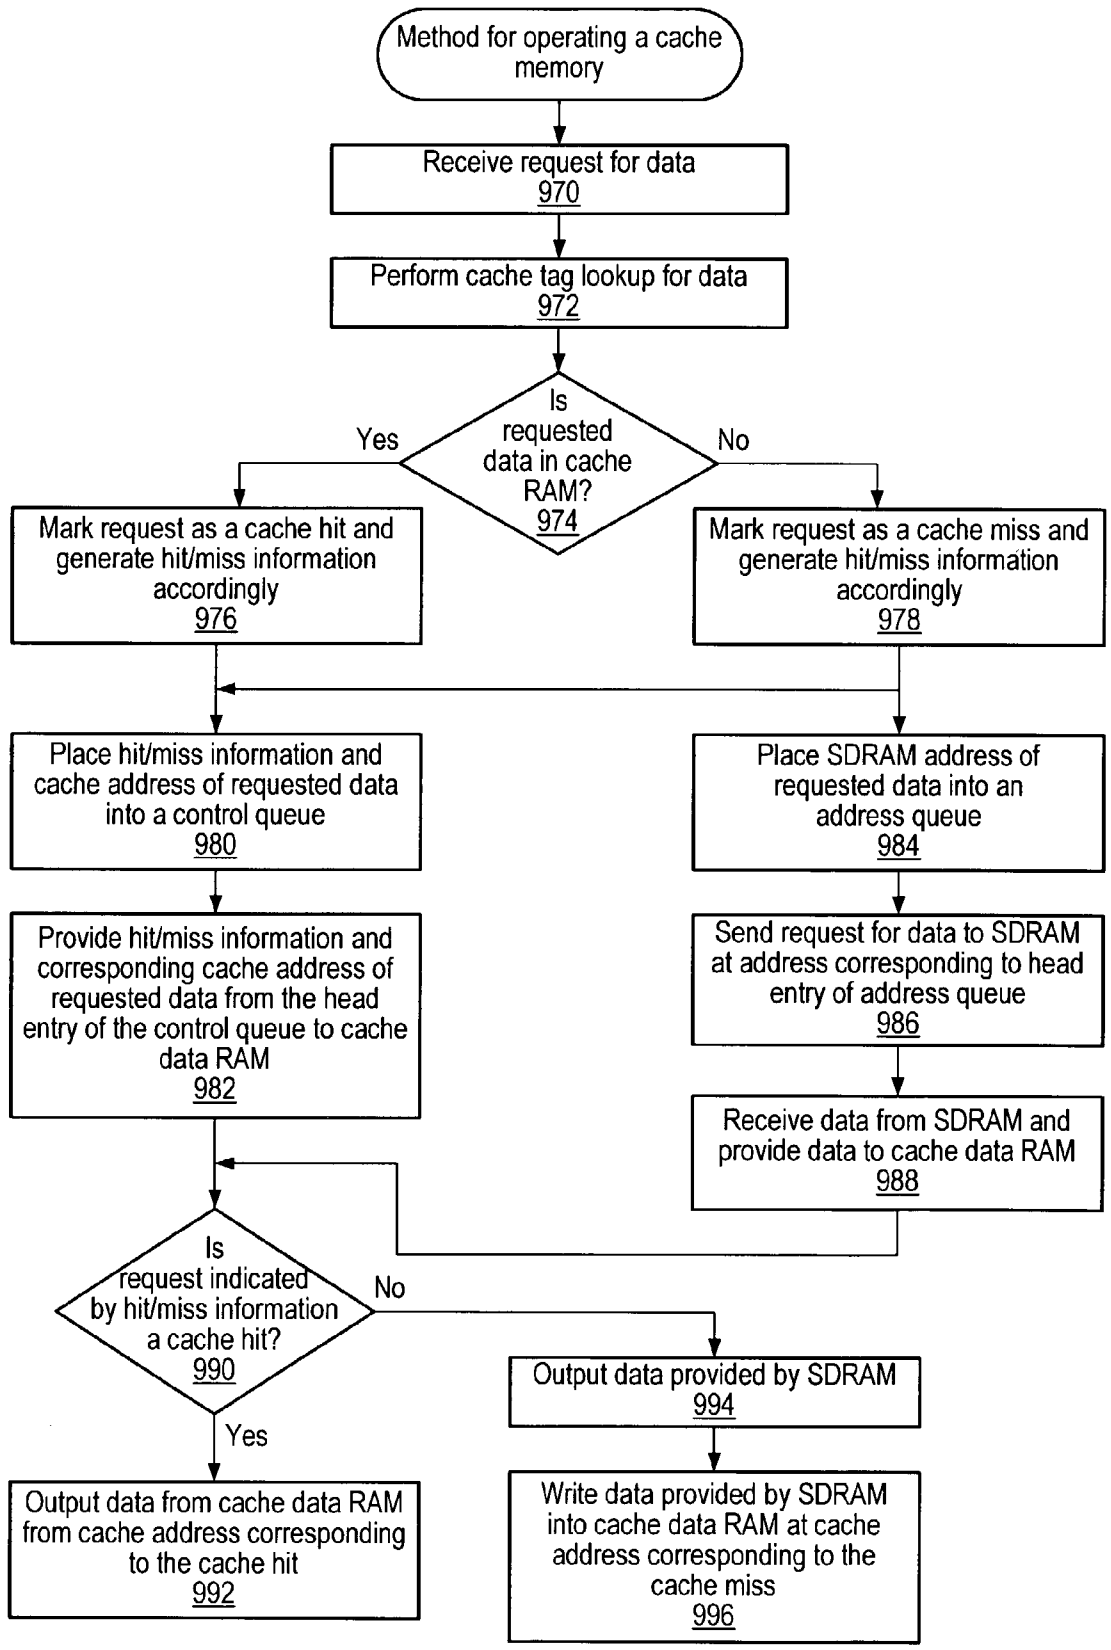 Method for operating a cache
memory
Receive request for data
970
Perform cache tag lookup for data
972
Is
requested
data in cache
RAM?
974
Yes
No
Mark request as a cache hit and
generate hit/miss information
accordingly
976
Mark request as a cache miss and
generate hit/miss information
accordingly
978
Place hit/miss information and
cache address of requested data
into a control queue
980
Place SDRAM address of
requested data into an
address queue
984
Provide hit/miss information and
corresponding cache address of
requested data from the head
entry of the control queue to cache
data RAM
982
Send request for data to SDRAM
at address corresponding to head
entry of address queue
986
Receive data from SDRAM and
provide data to cache data RAM
988
Is
request indicated
by hit/miss information
a cache hit?
990
No
Yes
Output data provided by SDRAM
994
Output data from cache data RAM
from cache address corresponding
to the cache hit
992
Write data provided by SDRAM
into cache data RAM at cache
address corresponding to the
cache miss
996